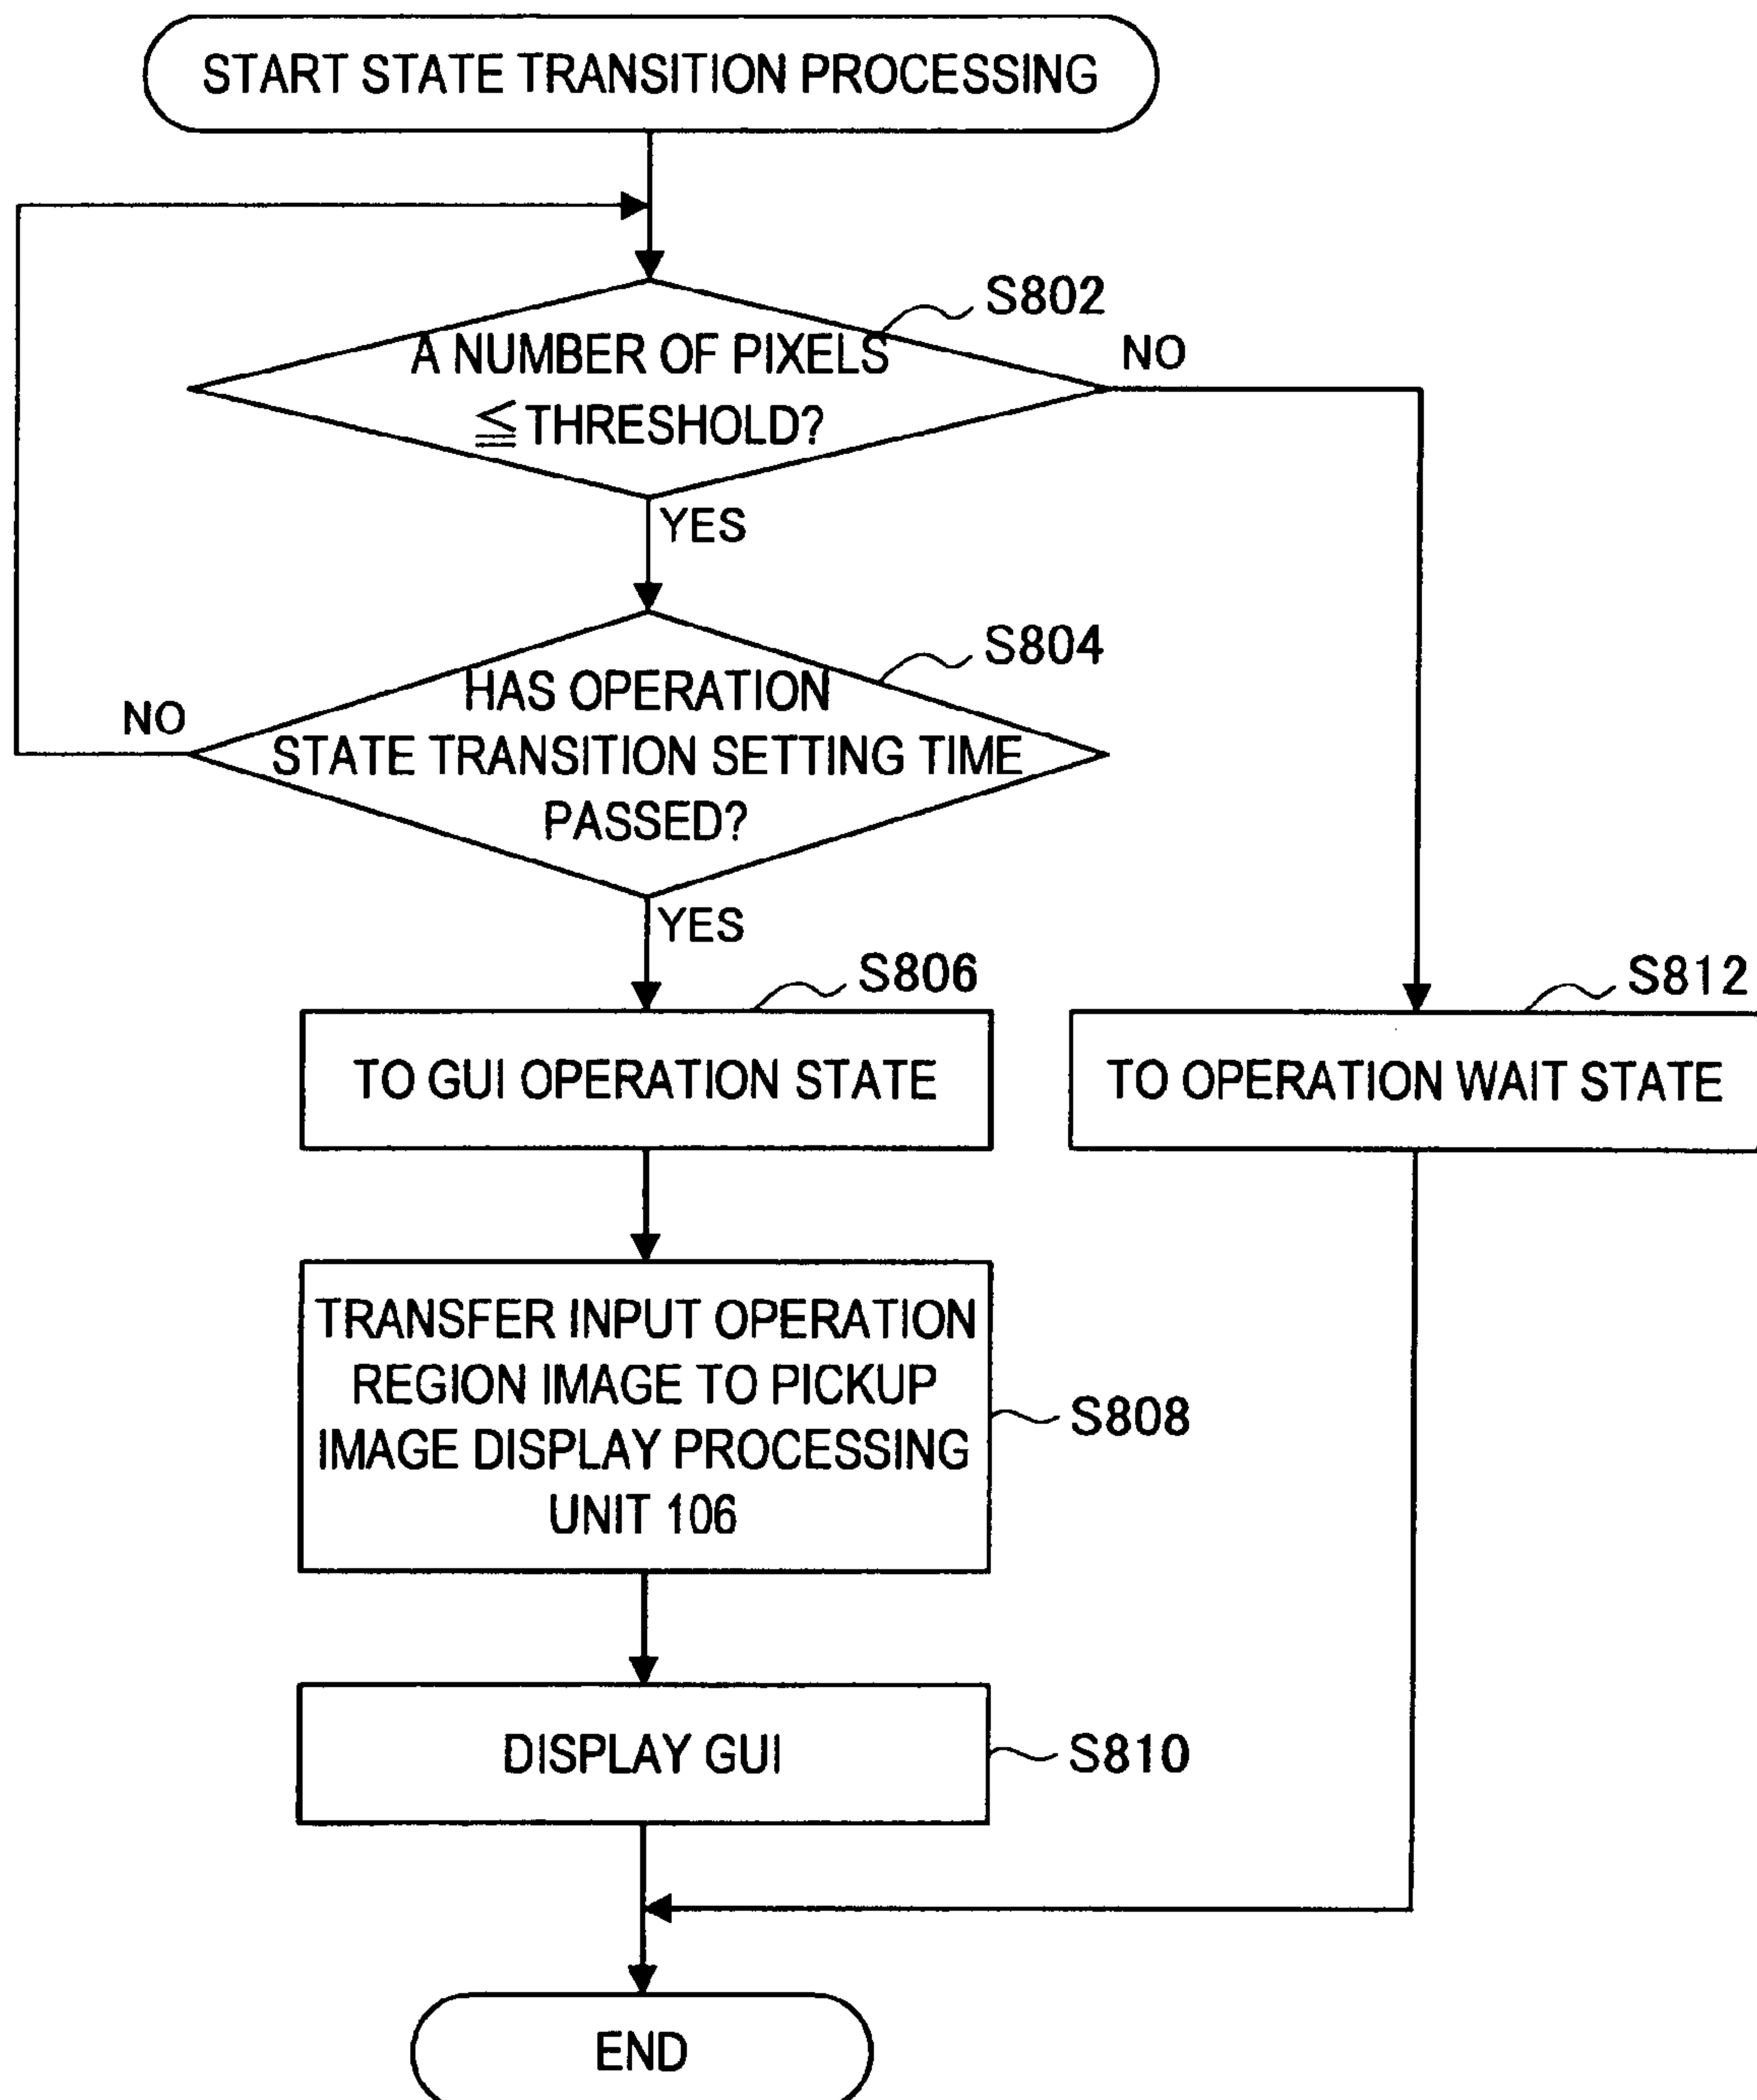 START STATE TRANSITION PROCESSING
S802
A NUMBER OF PIXELS
≦ THRESHOLD?
NO
YES
S804
HAS OPERATION
STATE TRANSITION SETTING TIME
PASSED?
NO
YES
S806
TO GUI OPERATION STATE
S812
TO OPERATION WAIT STATE
TRANSFER INPUT OPERATION
REGION IMAGE TO PICKUP
IMAGE DISPLAY PROCESSING
UNIT 106
S808
DISPLAY GUI
S810
END